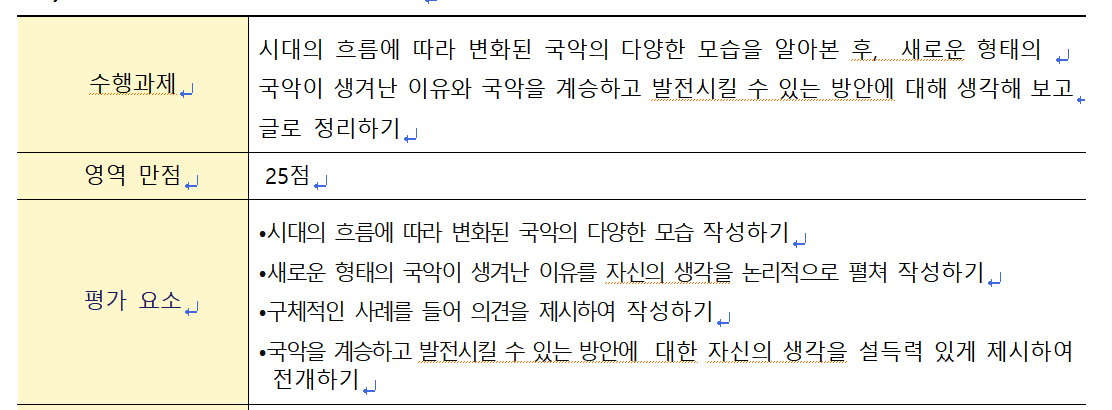 시대의 흐름에 따라 변화된 국악의 다양한 모습을 알아본 후, 새로운 형태의
수행과제
국악이 생겨난 이유와 국악을 계승하고 발전시킬 수 있는 방안에 대해 생각해 보고
글로 정리하기
영역 만점
25점
•시대의 흐름에 따라 변화된 국악의 다양한 모습 작성하기
•새로운 형태의 국악이 생겨난 이유를 자신의 생각을 논리적으로 펼쳐 작성하기
평가 요소
•구체적인 사례를 들어 의견을 제시하여 작성하기
•국악을 계승하고 발전시킬 수 있는 방안에 대한 자신의 생각을 설득력 있게 제시하여
전개하기